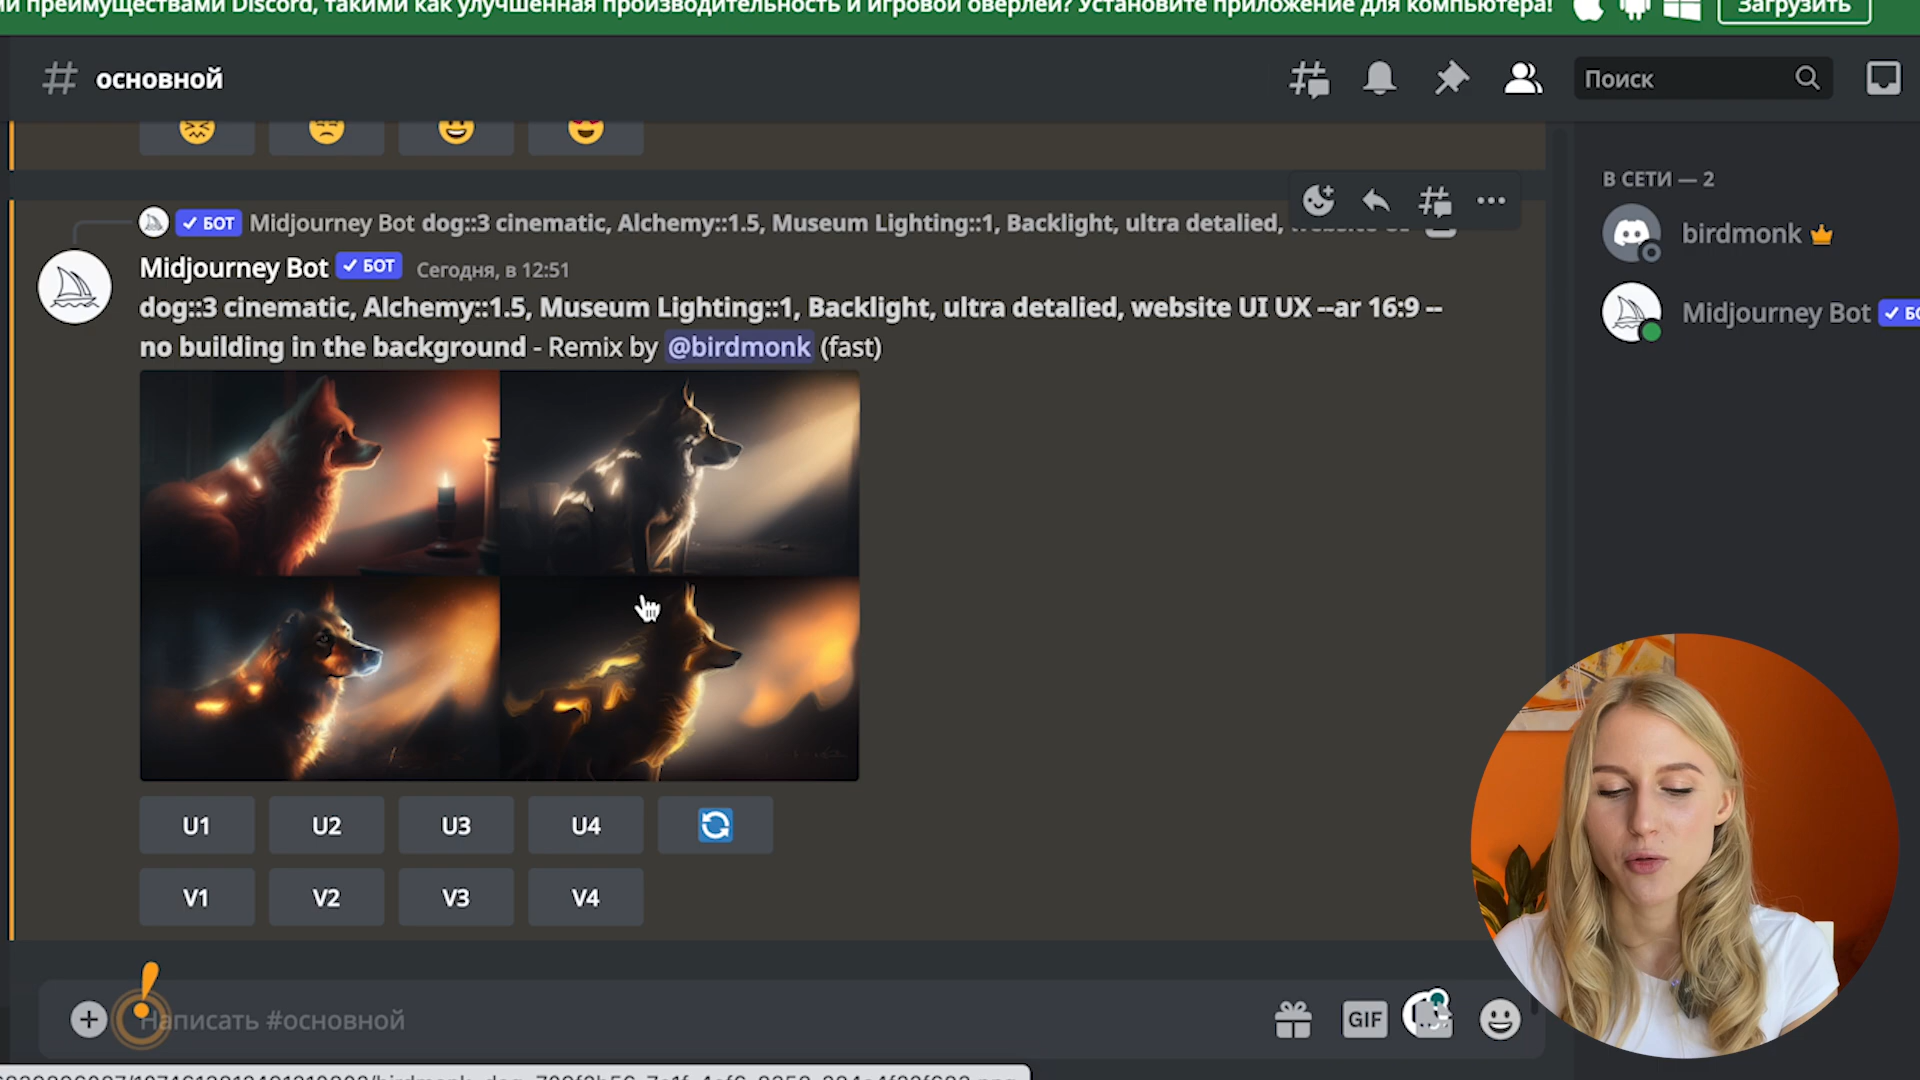 преимуществами Discord, такими как улучшенная производительность и игровой оверлей? Установите приложение для компьютера!
Загрузить
основной
Поиск
В СЕТИ — 2
birdmonk
Midjourney Bot
БОТ Midjourney Bot dog::3 cinematic, Alchemy::1.5, Museum Lighting::1, Backlight, ultra detalied,
Midjourney Bot БОТ Сегодня, в 12:51
dog::3 cinematic, Alchemy::1.5, Museum Lighting::1, Backlight, ultra detalied, website UI UX --ar 16:9 --
no building in the background - Remix by @birdmonk (fast)
U1 U2 U3 U4
V1 V2 V3 V4
Написать #основной
GIF